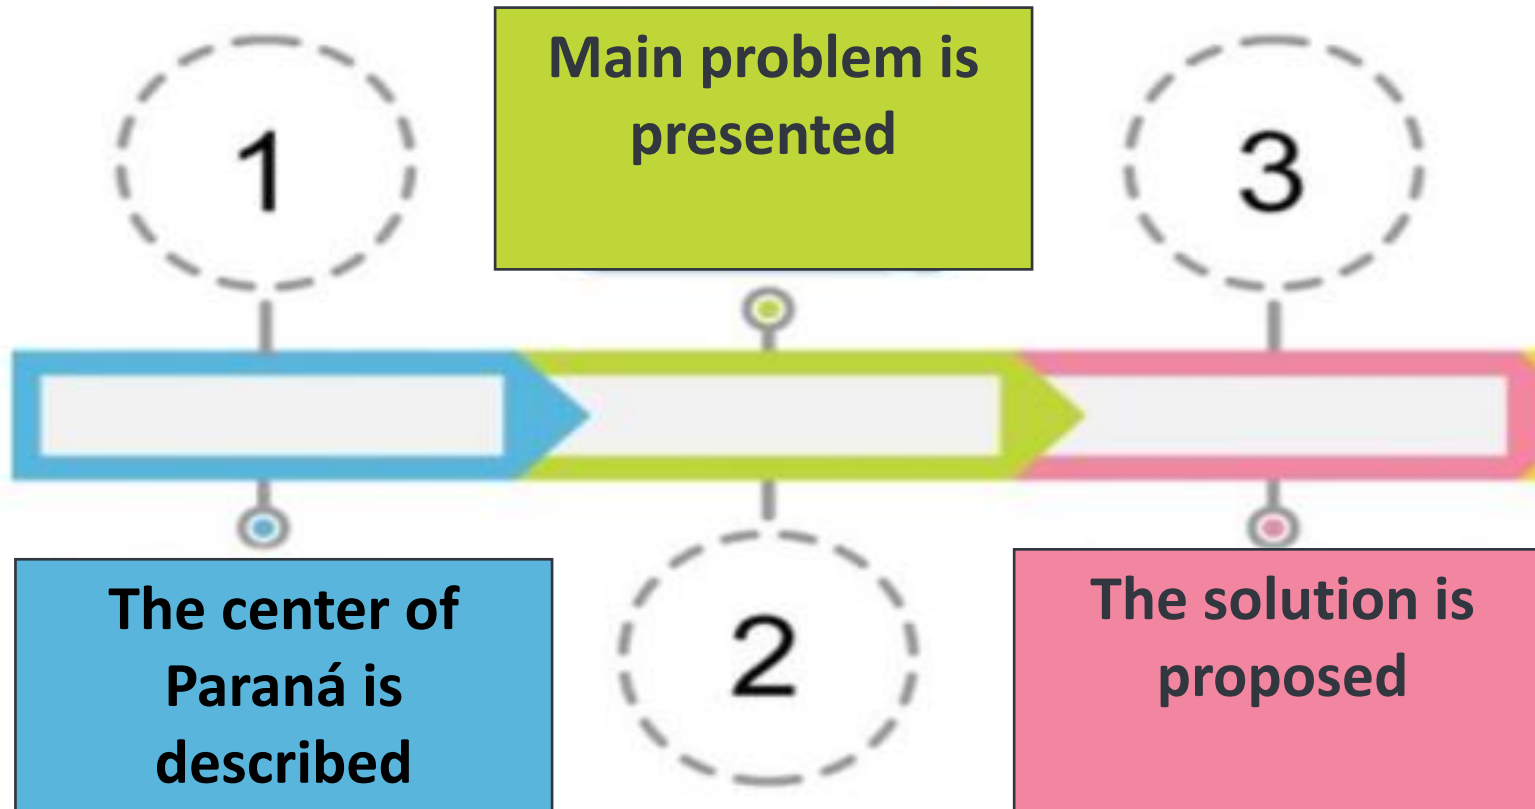 1
The center of
Paraná is
described
Main problem is
presented
2
3
The solution is
proposed